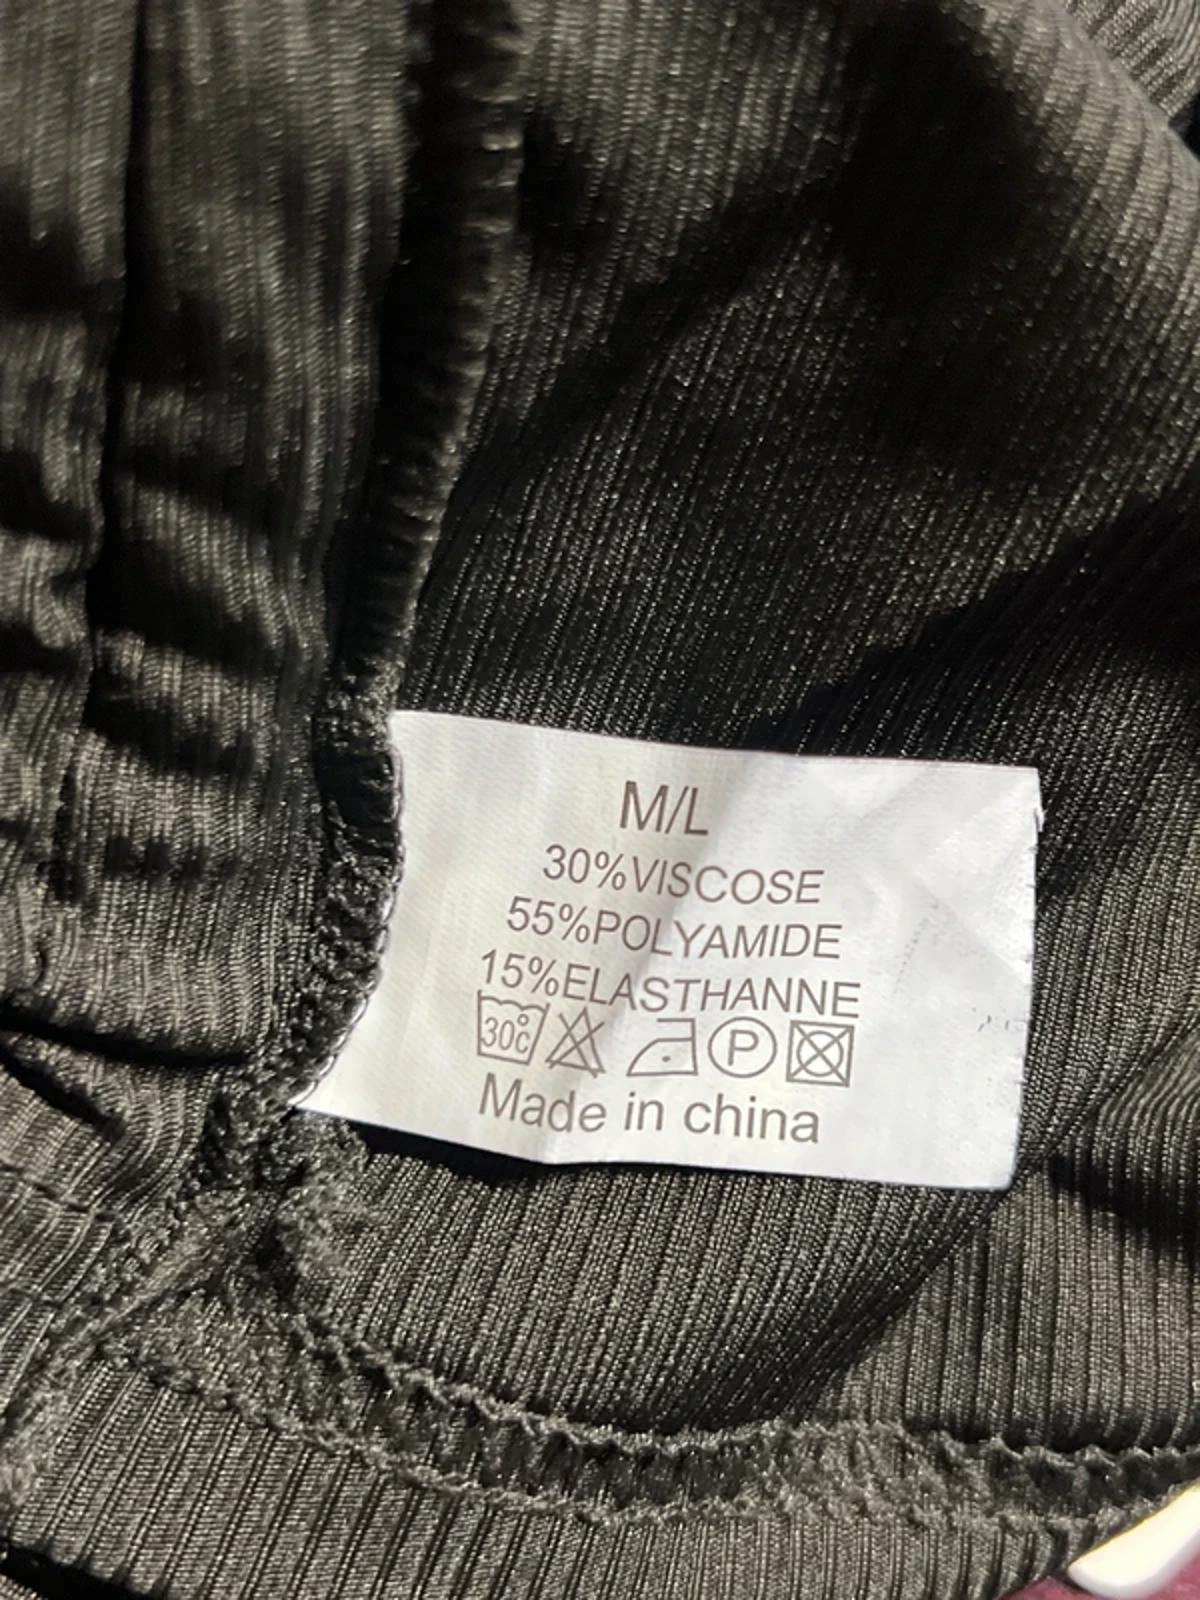 M/L
30%VISCOSE
55%POLYAMIDE
15%ELASTHANNE
30°C P
Made in china